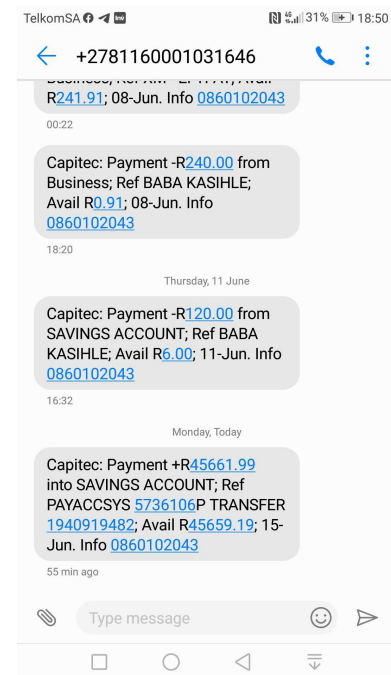 TelkomSA 31% 18:50
+2781160001031646
R241.91; 08-Jun. Info 0860102043
00:22
Capitec: Payment -R240.00 from
Business; Ref BABA KASIHLE;
Avail R0.91; 08-Jun. Info
0860102043
18:20
Thursday, 11 June
Capitec: Payment -R120.00 from
SAVINGS ACCOUNT; Ref BABA
KASIHLE; Avail R6.00; 11-Jun. Info
0860102043
16:32
Monday, Today
Capitec: Payment +R45661.99
into SAVINGS ACCOUNT; Ref
PAYACCSYS 5736106P TRANSFER
1940919482; Avail R45659.19; 15-
Jun. Info 0860102043
55 min ago
Type message